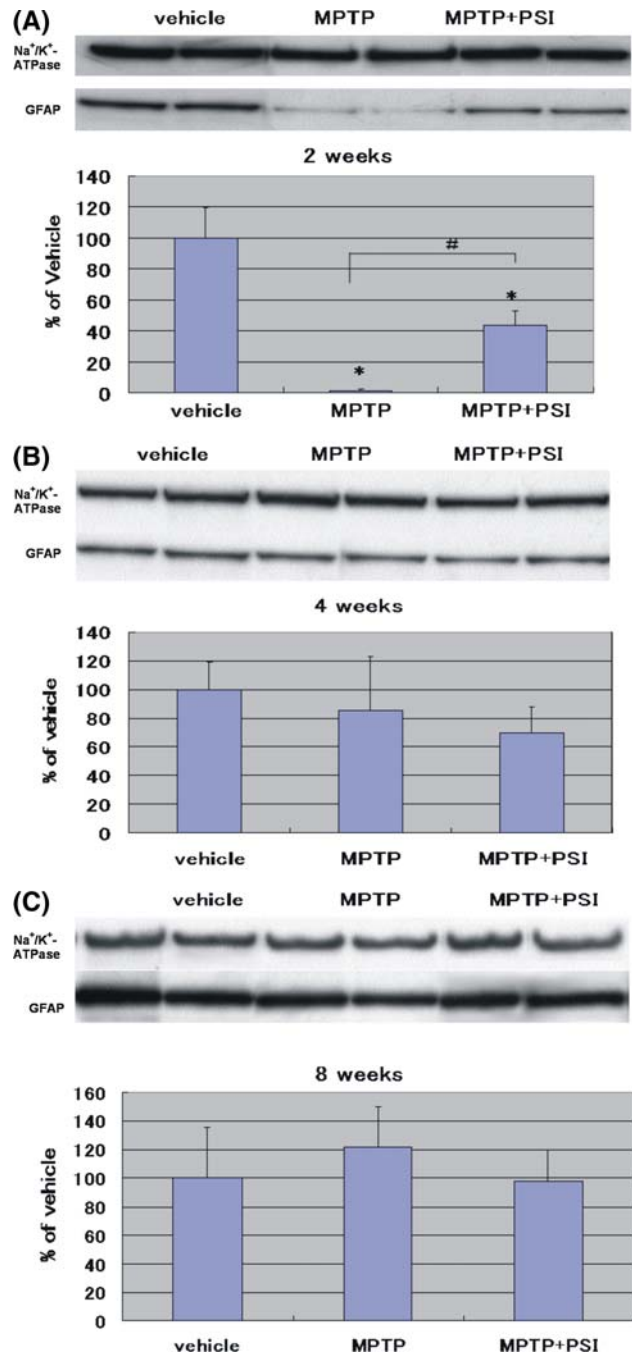 (A)
vehicle MPTP MPTP+PSI
Na⁺/K⁺-
ATPase
GFAP
2 weeks
140
120
100
80
60
40
20
0
% of Vehicle
#
*
*
vehicle MPTP MPTP+PSI
(B)
vehicle MPTP MPTP+PSI
Na⁺/K⁺-
ATPase
GFAP
4 weeks
140
120
100
80
60
40
20
0
% of vehicle
vehicle MPTP MPTP+PSI
(C)
vehicle MPTP MPTP+PSI
Na⁺/K⁺-
ATPase
GFAP
8 weeks
160
140
120
100
80
60
40
20
0
% of vehicle
vehicle MPTP MPTP+PSI